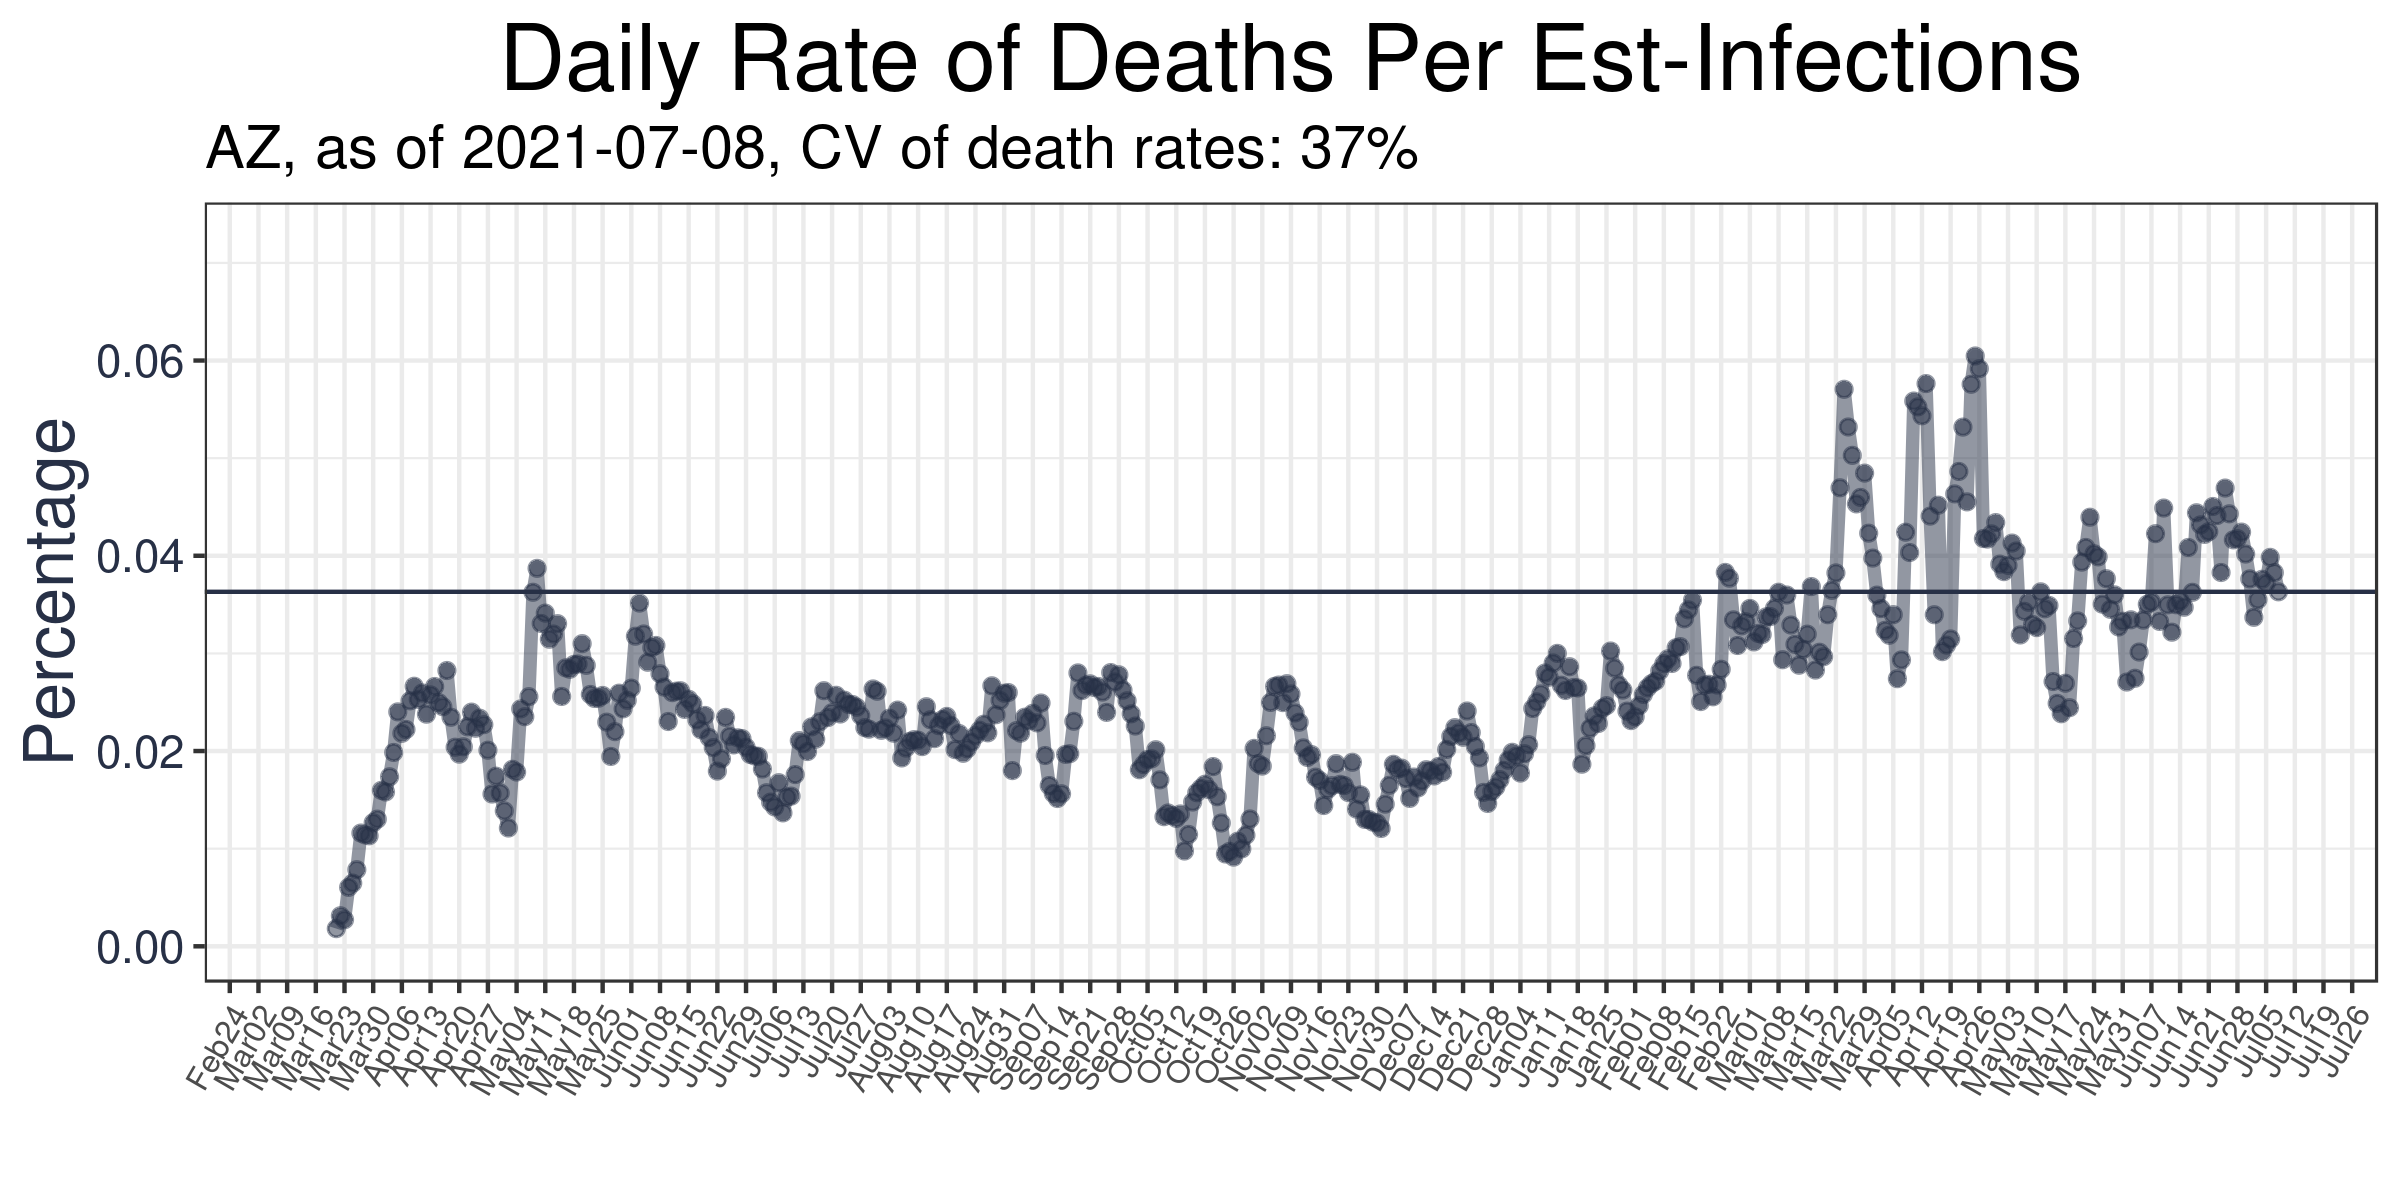 Daily Rate of Deaths Per Est-Infections
AZ, as of 2021-07-08, CV of death rates: 37%
Percentage
0.06
0.04
0.02
0.00
Feb24
Mar02
Mar09
Mar16
Mar23
Mar30
Apr06
Apr13
Apr20
Apr27
May04
May11
May18
May25
Jun01
Jun08
Jun15
Jun22
Jun29
Jul06
Jul13
Jul20
Jul27
Aug03
Aug10
Aug17
Aug24
Aug31
Sep07
Sep14
Sep21
Sep28
Oct05
Oct12
Oct19
Oct26
Nov02
Nov09
Nov16
Nov23
Nov30
Dec07
Dec14
Dec21
Dec28
Jan04
Jan11
Jan18
Jan25
Feb01
Feb08
Feb15
Feb22
Mar01
Mar08
Mar15
Mar22
Mar29
Apr05
Apr12
Apr19
Apr26
May03
May10
May17
May24
May31
Jun07
Jun14
Jun21
Jun28
Jul05
Jul12
Jul19
Jul26